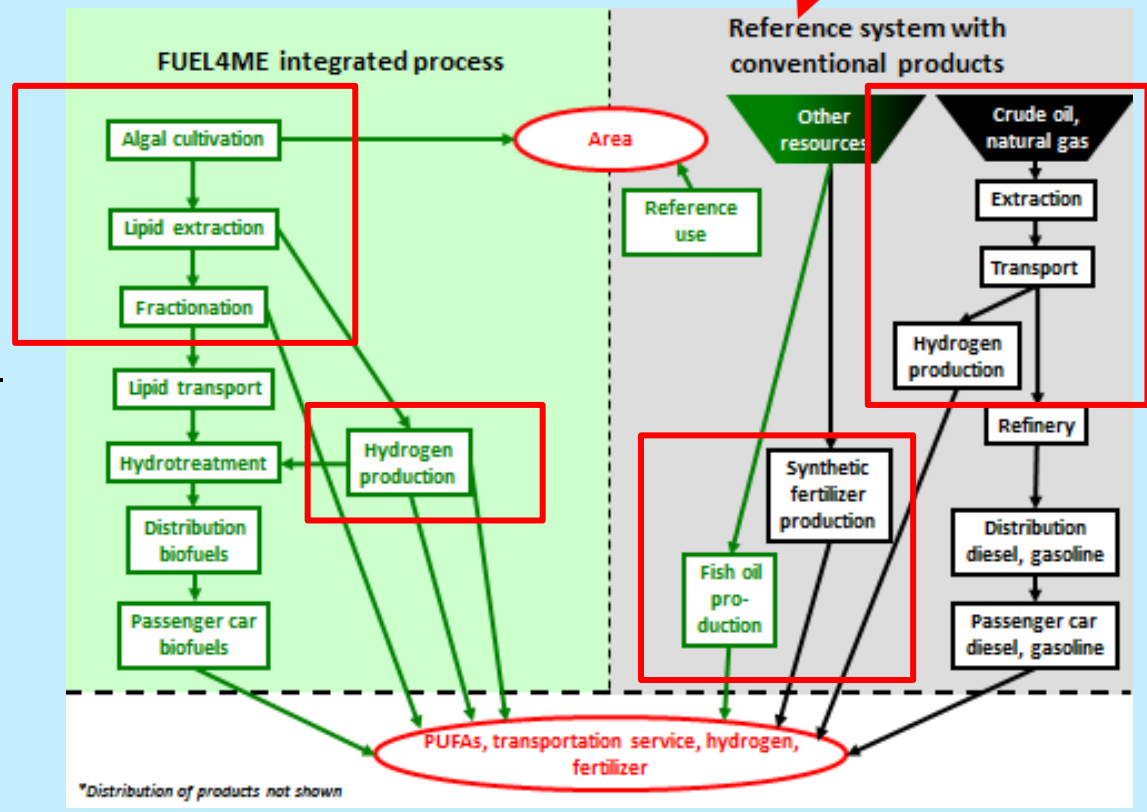 FUEL4ME integrated process
Reference system with
conventional products
Algal cultivation
Lipid extraction
Fractionation
Lipid transport
Hydrotreatment
Distribution
biofuels
Passenger car
biofuels
Hydrogen
production
Area
Reference
use
Other
resources
Crude oil,
natural gas
Extraction
Transport
Hydrogen
production
Refinery
Synthetic
fertilizer
production
Fish oil
pro-
duction
Distribution
diesel, gasoline
Passenger car
diesel, gasoline
PUFAs, transportation service, hydrogen,
fertilizer
*Distribution of products not shown